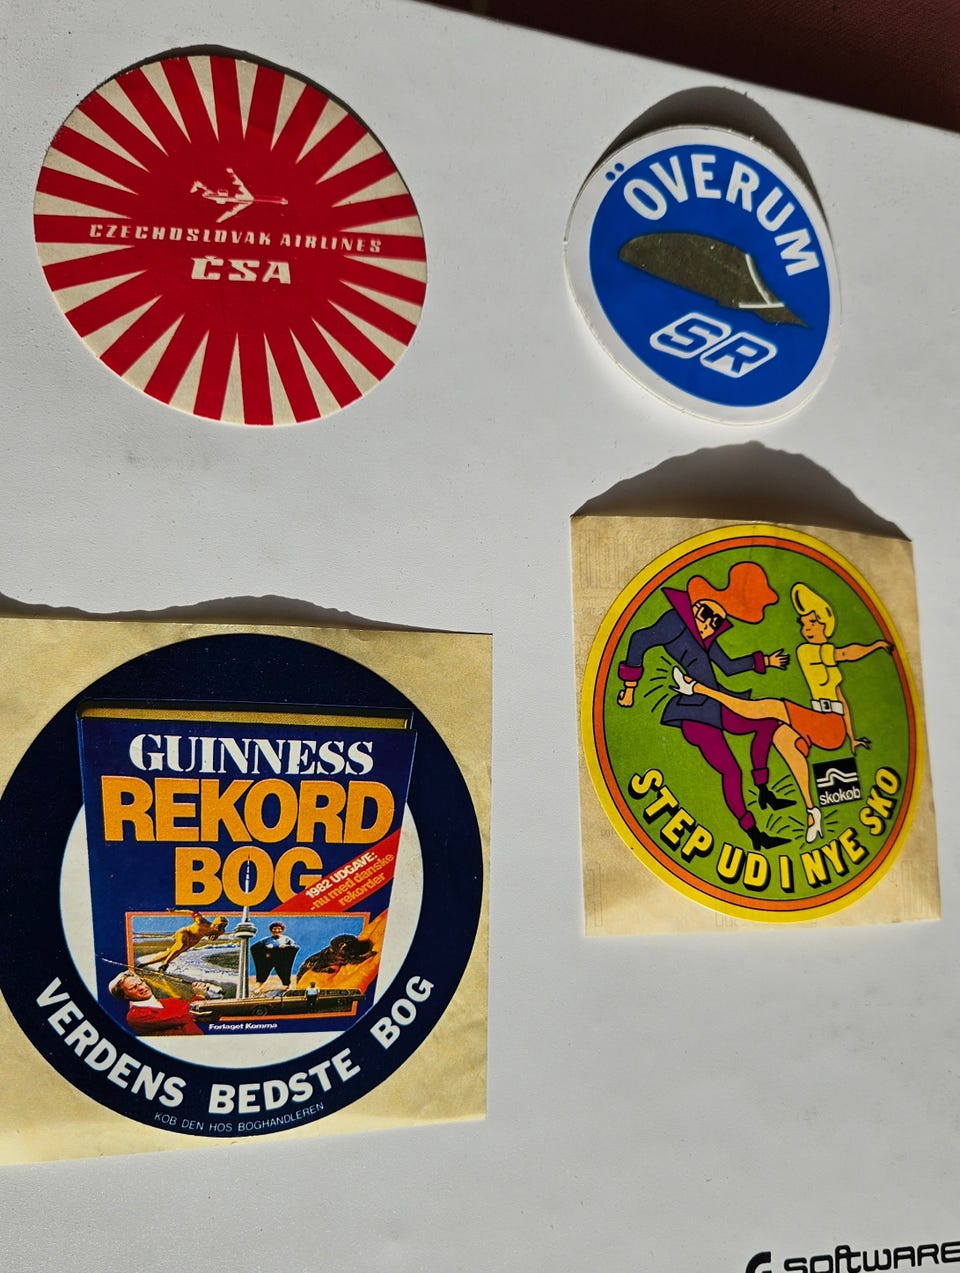 CZECHOSLOVAK AIRLINES
ČSA
ÖVERUM
SR
GUINNESS
REKORD
BOG
1982 UDGAVE:
-nu med danske
rekorder
Forlaget Komma
VERDENS BEDSTE BOG
KØB DEN HOS BOGHANDLEREN
skokøb
STEP UD I NYE SKO
SOFTWARE